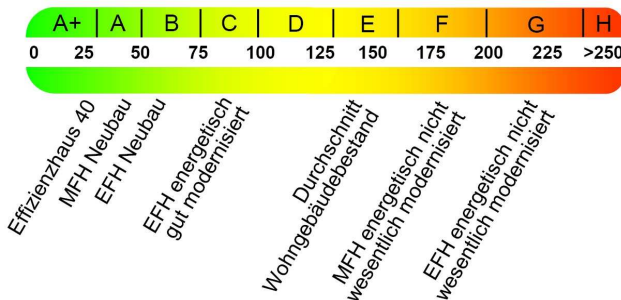 A+ A B C D E F G H
0 25 50 75 100 125 150 175 200 225 >250
Effizienzhaus 40
MFH Neubau
EFH Neubau
EFH energetisch
gut modernisiert
Durchschnitt
Wohngebäudebestand
MFH energetisch nicht
wesentlich modernisiert
EFH energetisch nicht
wesentlich modernisiert